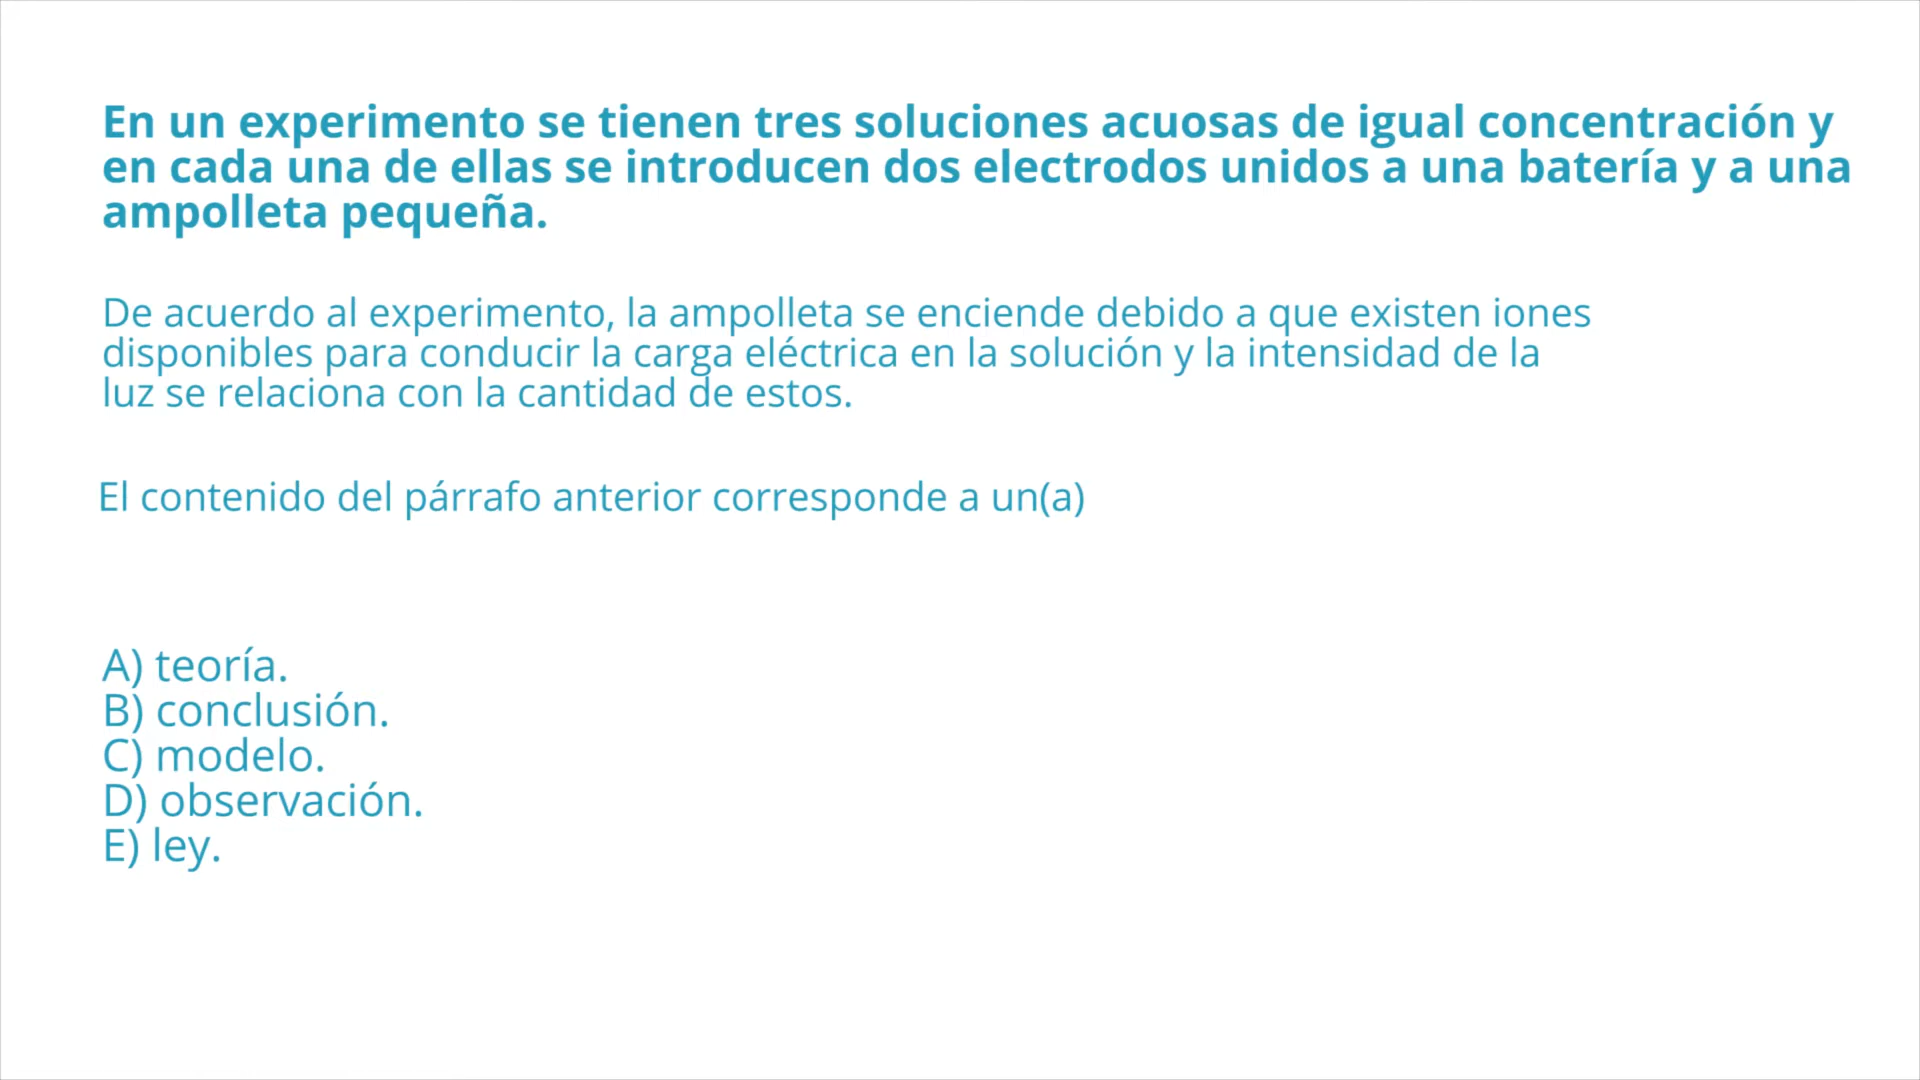 En un experimento se tienen tres soluciones acuosas de igual concentración y
en cada una de ellas se introducen dos electrodos unidos a una batería y a una
ampolleta pequeña.
De acuerdo al experimento, la ampolleta se enciende debido a que existen iones
disponibles para conducir la carga eléctrica en la solución y la intensidad de la
luz se relaciona con la cantidad de estos.
El contenido del párrafo anterior corresponde a un(a)
A) teoría.
B) conclusión.
C) modelo.
D) observación.
E) ley.